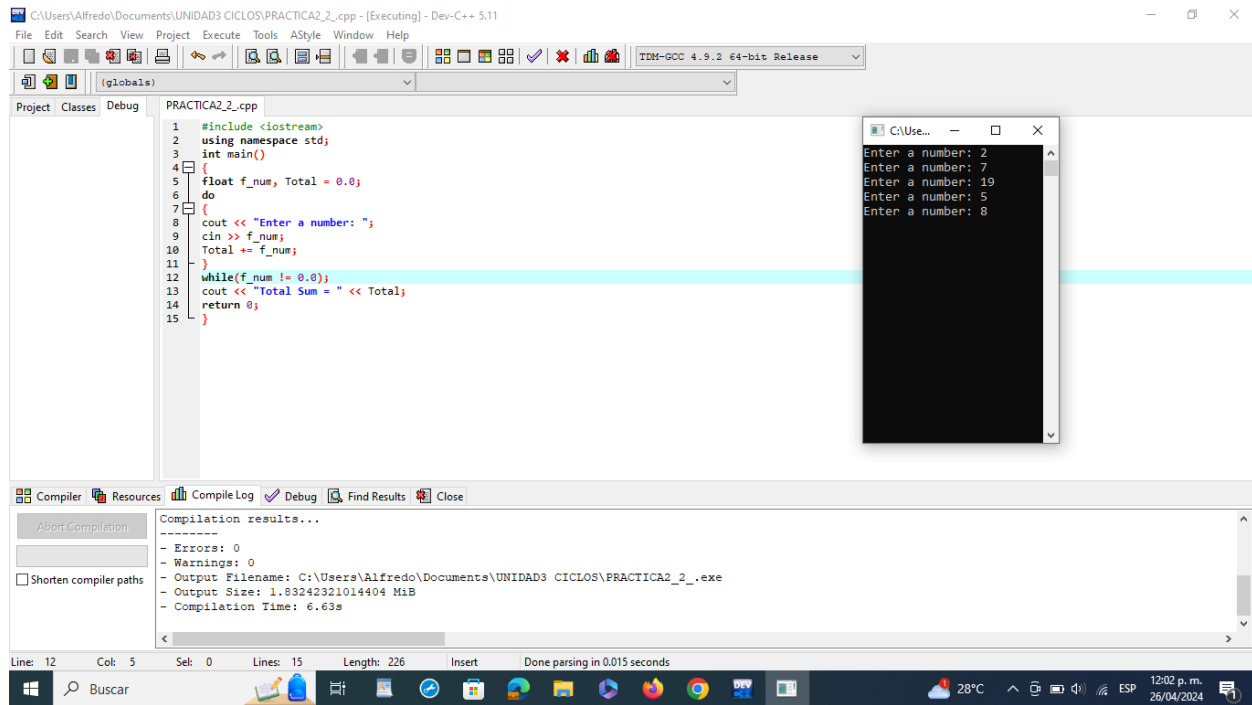 C:\Users\Alfredo\Documents\UNIDAD3 CICLOS\PRACTICA2_2_.cpp - [Executing] - Dev-C++ 5.11
File Edit Search View Project Execute Tools AStyle Window Help
TDM-GCC 4.9.2 64-bit Release
(globals)
Project Classes Debug
PRACTICA2_2_.cpp
1 #include <iostream>
2 using namespace std;
3 int main()
4 {
5 float f_num, Total = 0.0;
6 do
7 {
8 cout << "Enter a number: ";
9 cin >> f_num;
10 Total += f_num;
11 }
12 while(f_num != 0.0);
13 cout << "Total Sum = " << Total;
14 return 0;
15 }
C:\Use...
Enter a number: 2
Enter a number: 7
Enter a number: 19
Enter a number: 5
Enter a number: 8
Compiler Resources Compile Log Debug Find Results Close
Abort Compilation
Shorten compiler paths
Compilation results...
--------
- Errors: 0
- Warnings: 0
- Output Filename: C:\Users\Alfredo\Documents\UNIDAD3 CICLOS\PRACTICA2_2_.exe
- Output Size: 1.83242321014404 MiB
- Compilation Time: 6.63s
Line: 12 Col: 5 Sel: 0 Lines: 15 Length: 226 Insert Done parsing in 0.015 seconds
Buscar
DEV
1
28°C
ESP
12:02 p. m.
26/04/2024
1